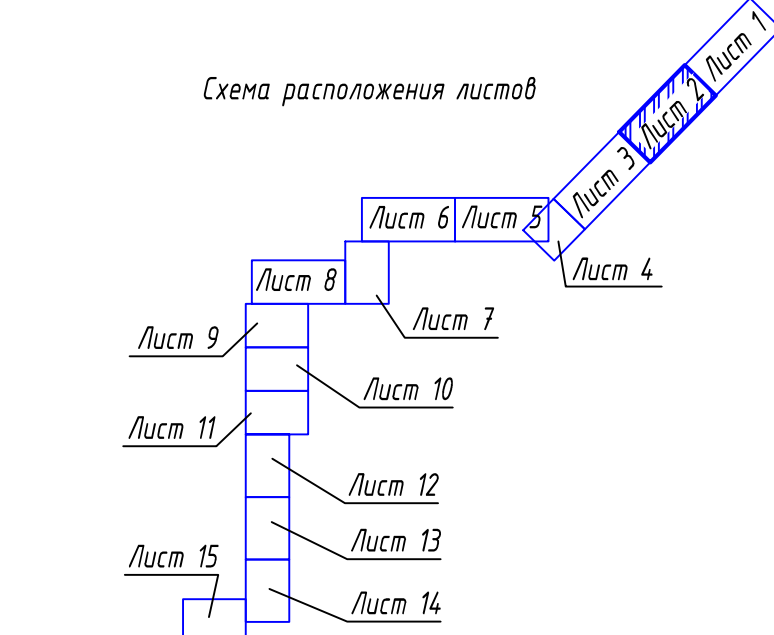 Схема расположения листов
Лист 1
Лист 2
Лист 3
Лист 4
Лист 5
Лист 6
Лист 7
Лист 8
Лист 9
Лист 10
Лист 11
Лист 12
Лист 13
Лист 14
Лист 15